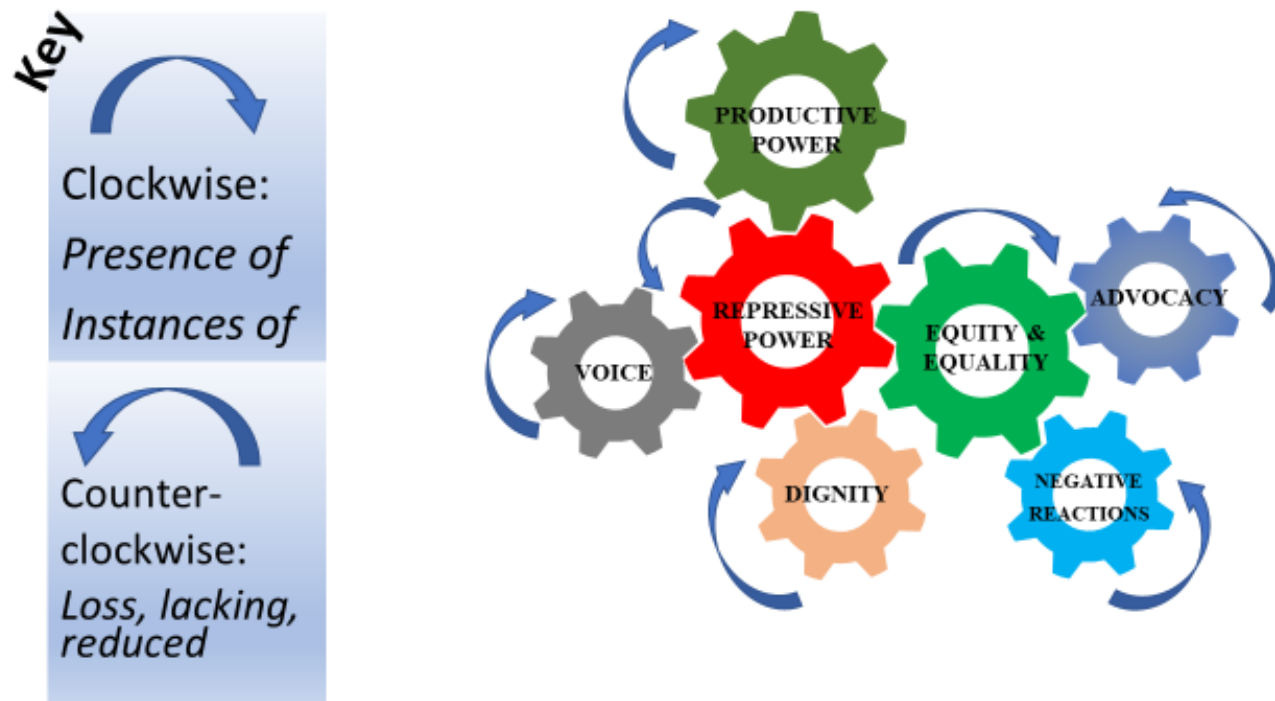 Key
Clockwise:
Presence of
Instances of
Counter-
clockwise:
Loss, lacking,
reduced
PRODUCTIVE
POWER
REPRESSIVE
POWER
VOICE
EQUITY &
EQUALITY
ADVOCACY
DIGNITY
NEGATIVE
REACTIONS